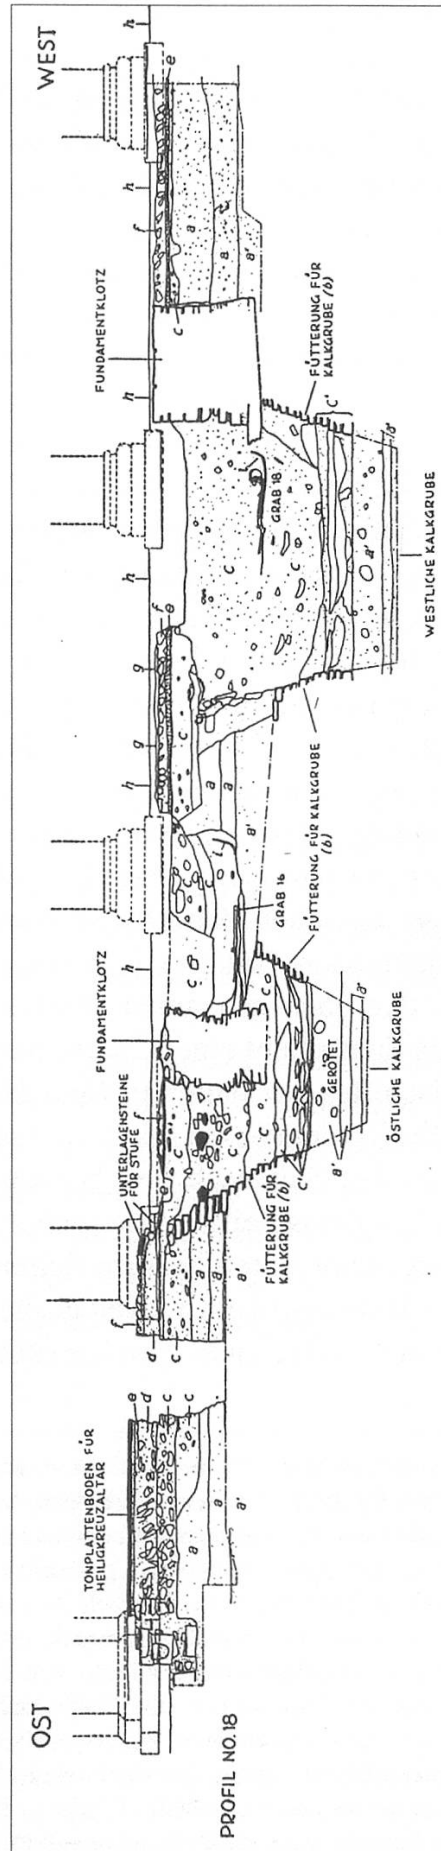 OST
WEST
TONPLATTENBODEN FÜR
HEILIGKREUZALTAR
UNTERLAGENSTEINE
FÜR STUFE
FUNDAMENTKLOTZ
FUNDAMENTKLOTZ
e
d
c
c
a
a
a'
f
d
c
a
a
a'
e
f
h
h
g
g
h
h
h
f
h
h
f
e
e
c
c
c
c
c
c
c
c
c
a
a
a'
c
c
c
a
a
a'
GRAB 16
GRAB 18
FÜTTERUNG FÜR
KALKGRUBE (b)
FÜTTERUNG FÜR KALKGRUBE
(b)
FÜTTERUNG FÜR
KALKGRUBE (b)
c'
a'
GERÖTET
a'
c'
a'
a'
ÖSTLICHE KALKGRUBE
WESTLICHE KALKGRUBE
PROFIL NO.18